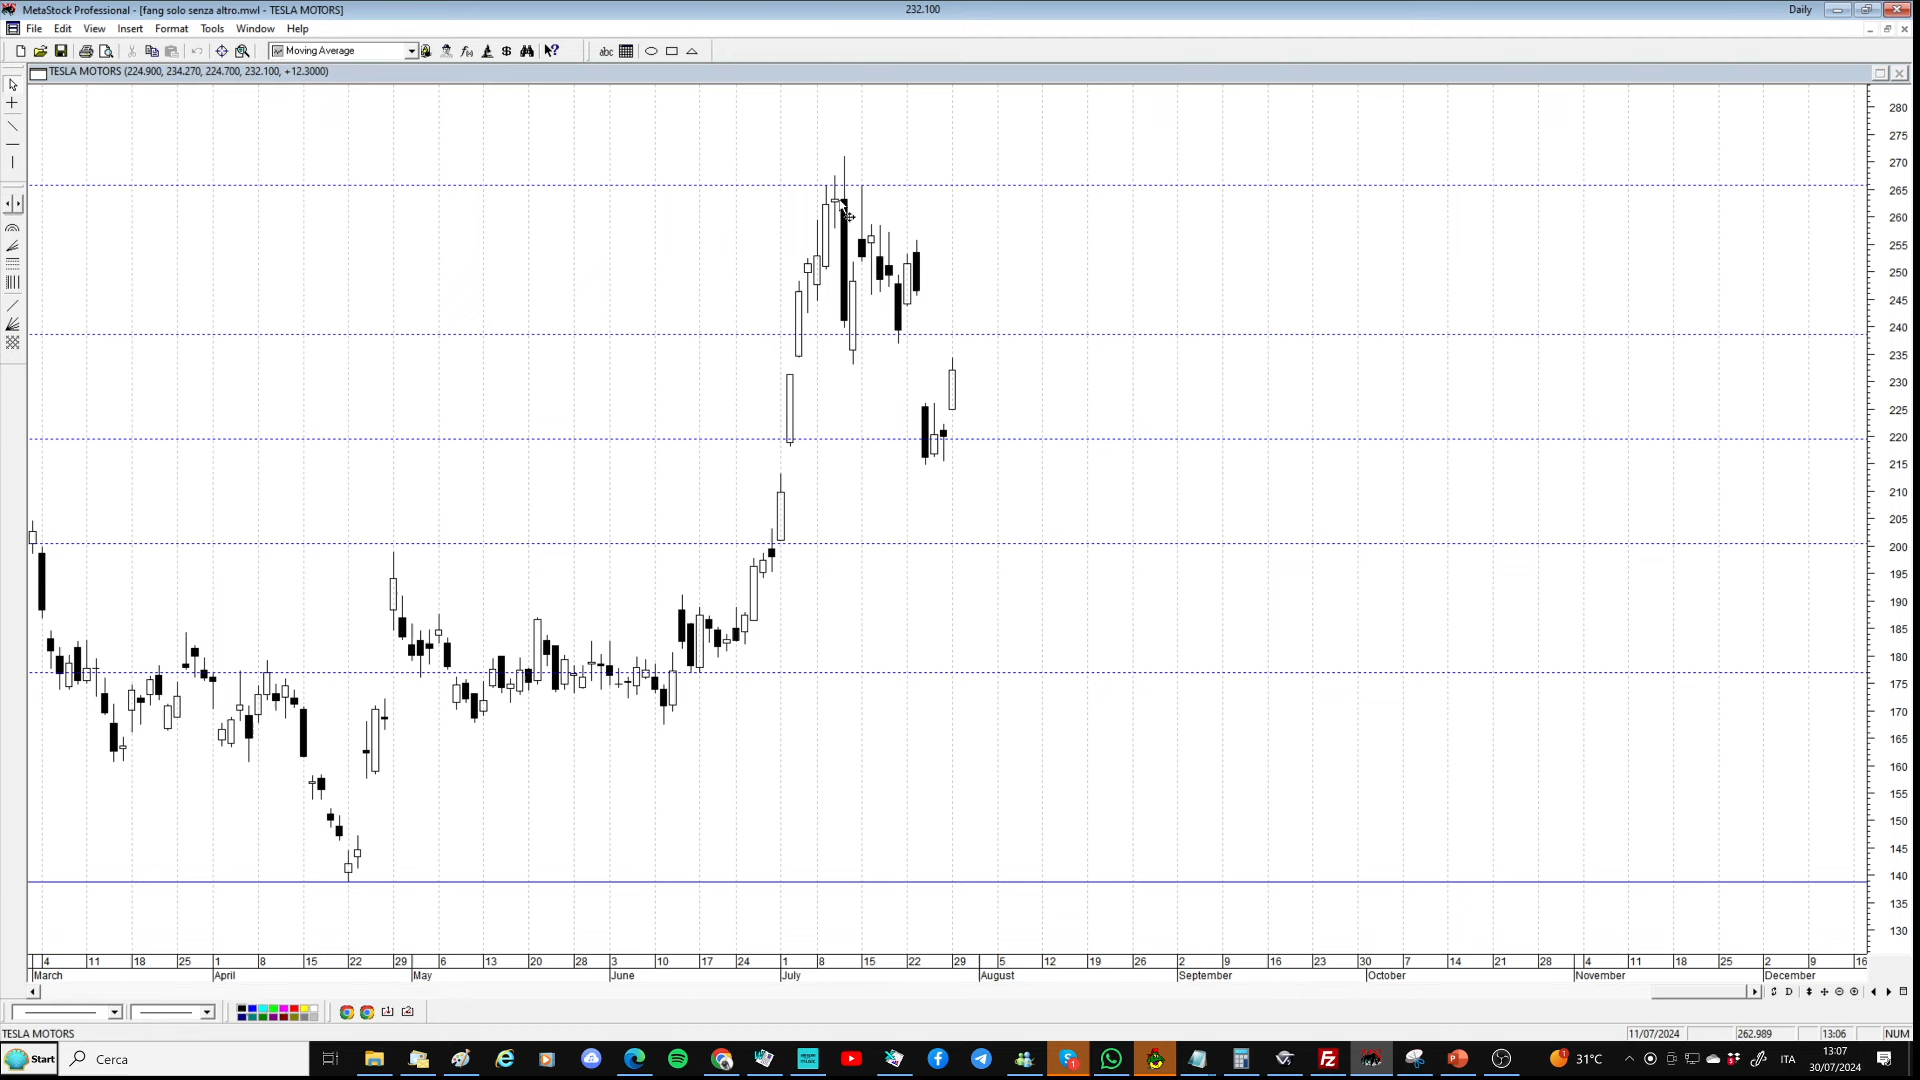 MetaStock Professional - [fang solo senza altro.mwl - TESLA MOTORS]
232.100
Daily
File Edit View Insert Format Tools Window Help
Moving Average
abc
TESLA MOTORS (224.900, 234.270, 224.700, 232.100, +12.3000)
280
275
270
265
260
255
250
245
240
235
230
225
220
215
210
205
200
195
190
185
180
175
170
165
160
155
150
145
140
135
130
4 11 18 25 1 8 15 22 29 6 13 20 28 3 10 17 24 1 8 15 22 29 5 12 19 26 2 9 16 23 30 7 14 21 28 4 11 18 25 2 9 16
March April May June July August September October November December
D
TESLA MOTORS
11/07/2024 262.989 13:06 NUM
Start Cerca 31°C ITA 13:07
30/07/2024